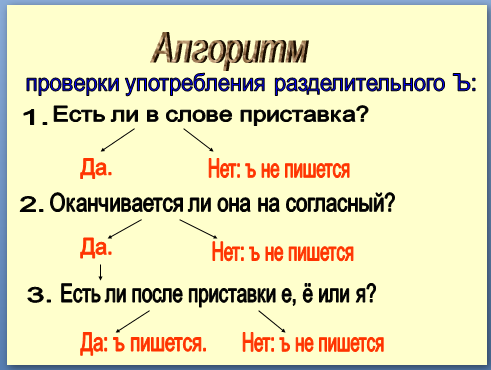 Алгоритм
проверки употребления разделительного Ъ:
1. Есть ли в слове приставка?
Да. Нет: ъ не пишется
2. Оканчивается ли она на согласный?
Да. Нет: ъ не пишется
3. Есть ли после приставки е, ё или я?
Да: ъ пишется. Нет: ъ не пишется